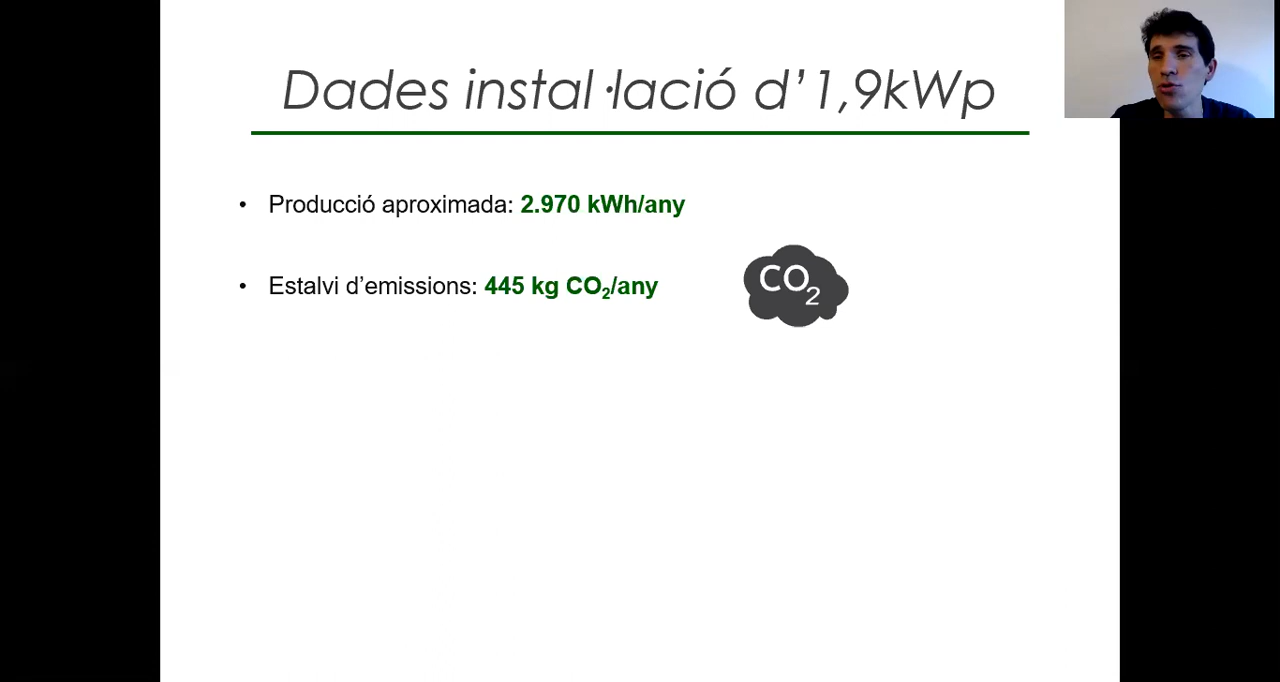 Dades instal·lació d’1,9kWp
• Producció aproximada: 2.970 kWh/any
• Estalvi d’emissions: 445 kg CO₂/any
CO₂